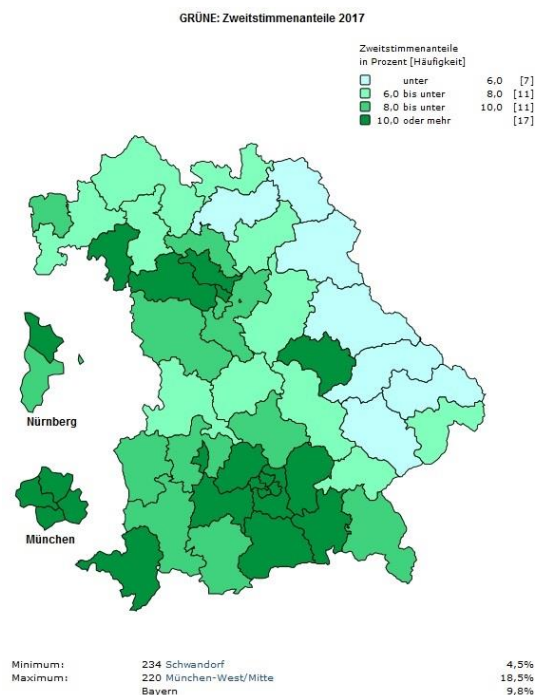 GRÜNE: Zweitstimmenanteile 2017
Zweitstimmenanteile
in Prozent [Häufigkeit]
unter 6,0 [7]
6,0 bis unter 8,0 [11]
8,0 bis unter 10,0 [11]
10,0 oder mehr [17]
Nürnberg
München
Minimum: 234 Schwandorf 4,5%
Maximum: 220 München-West/Mitte 18,5%
Bayern 9,8%